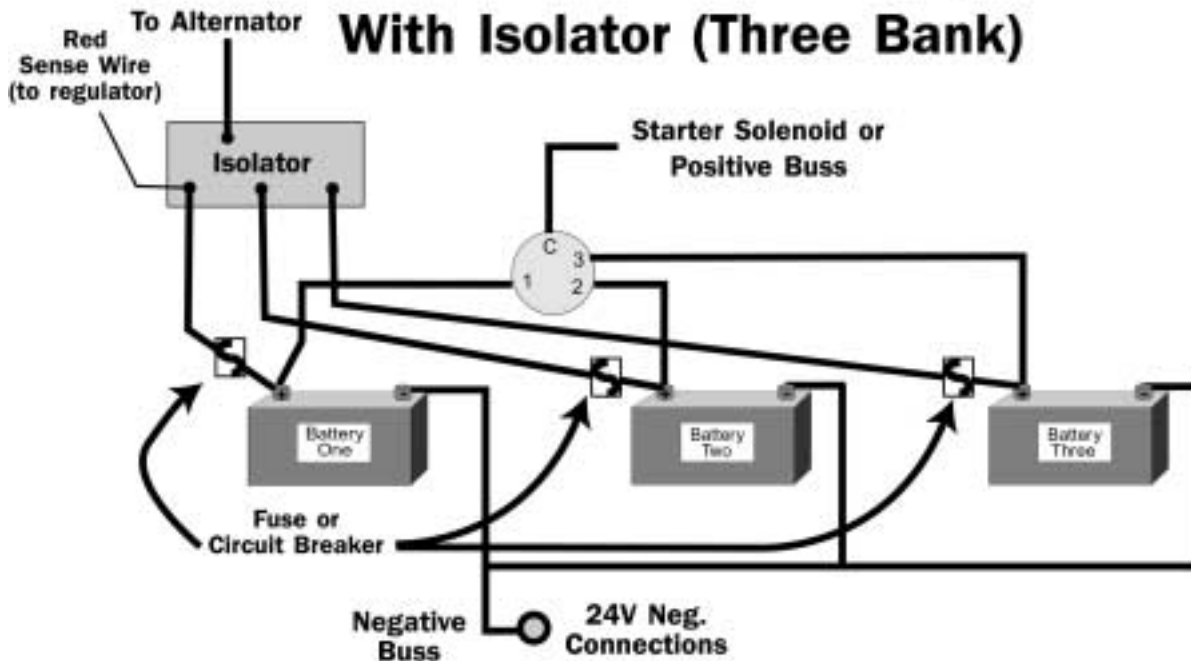 To Alternator
With Isolator (Three Bank)
Red
Sense Wire
(to regulator)
Isolator
Starter Solenoid or
Positive Buss
C
3
1
2
+
-
+
-
+
-
Battery
One
Battery
Two
Battery
Three
Fuse or
Circuit Breaker
Negative
Buss
24V Neg.
Connections